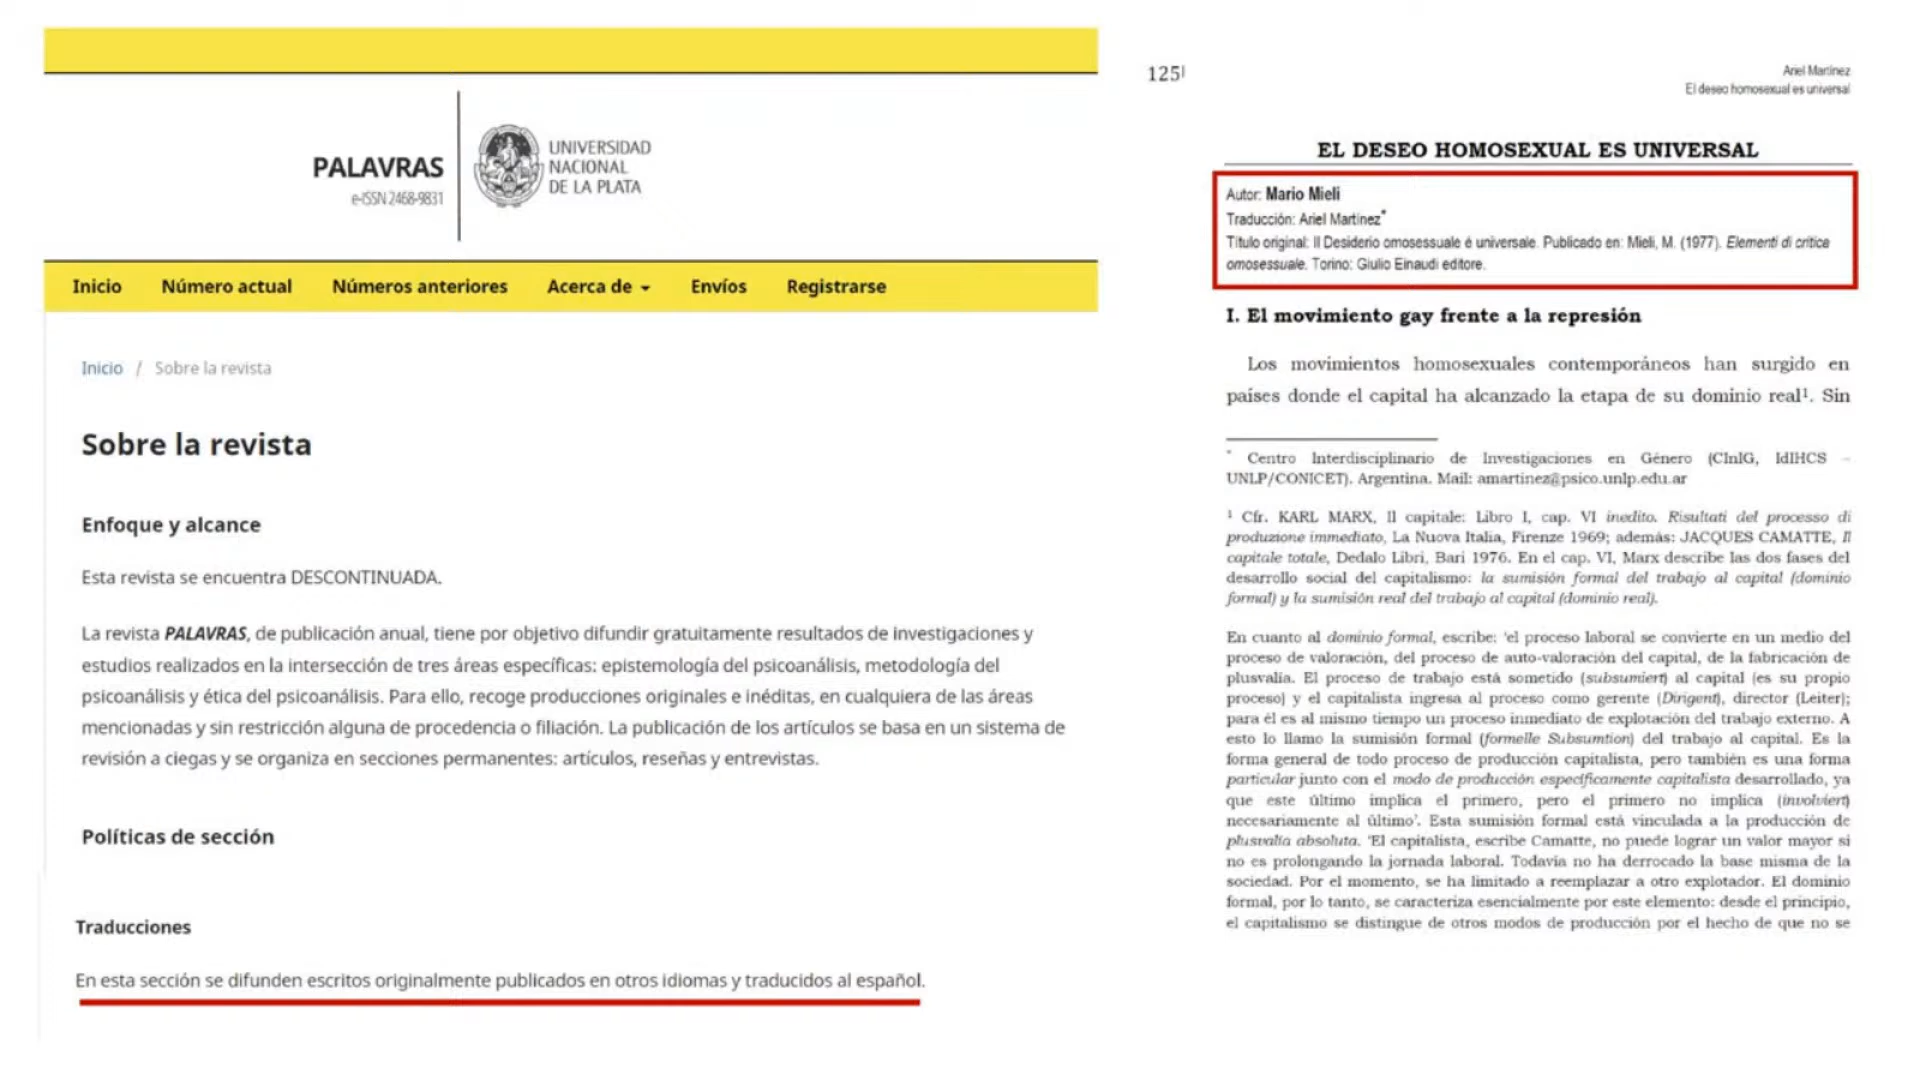 PALAVRAS
e-ISSN 2468-9831
UNIVERSIDAD
NACIONAL
DE LA PLATA
Inicio Número actual Números anteriores Acerca de Envíos Registrarse
Inicio / Sobre la revista
Sobre la revista
Enfoque y alcance
Esta revista se encuentra DESCONTINUADA.
La revista PALAVRAS, de publicación anual, tiene por objetivo difundir gratuitamente resultados de investigaciones y
estudios realizados en la intersección de tres áreas específicas: epistemología del psicoanálisis, metodología del
psicoanálisis y ética del psicoanálisis. Para ello, recoge producciones originales e inéditas, en cualquiera de las áreas
mencionadas y sin restricción alguna de procedencia o filiación. La publicación de los artículos se basa en un sistema de
revisión a ciegas y se organiza en secciones permanentes: artículos, reseñas y entrevistas.
Políticas de sección
Traducciones
En esta sección se difunden escritos originalmente publicados en otros idiomas y traducidos al español.
125|
Ariel Martínez
El deseo homosexual es universal
EL DESEO HOMOSEXUAL ES UNIVERSAL
Autor: Mario Mieli
Traducción: Ariel Martínez*
Título original: Il Desiderio omosessuale é universale. Publicado en: Mieli, M. (1977). Elementi di critica
omosessuale. Torino: Giulio Einaudi editore.
I. El movimiento gay frente a la represión
Los movimientos homosexuales contemporáneos han surgido en
países donde el capital ha alcanzado la etapa de su dominio real¹. Sin
* Centro Interdisciplinario de Investigaciones en Género (CInIG, IdIHCS –
UNLP/CONICET). Argentina. Mail: amartinez@psico.unlp.edu.ar
¹ Cfr. KARL MARX, Il capitale: Libro I, cap. VI inedito. Risultati del processo di
produzione immediato, La Nuova Italia, Firenze 1969; además: JACQUES CAMATTE, Il
capitale totale, Dedalo Libri, Bari 1976. En el cap. VI, Marx describe las dos fases del
desarrollo social del capitalismo: la sumisión formal del trabajo al capital (dominio
formal) y la sumisión real del trabajo al capital (dominio real).
En cuanto al dominio formal, escribe: 'el proceso laboral se convierte en un medio del
proceso de valoración, del proceso de auto-valoración del capital, de la fabricación de
plusvalía. El proceso de trabajo está sometido (subsumiert) al capital (es su propio
proceso) y el capitalista ingresa al proceso como gerente (Dirigent), director (Leiter);
para él es al mismo tiempo un proceso inmediato de explotación del trabajo externo. A
esto lo llamo la sumisión formal (formelle Subsumtion) del trabajo al capital. Es la
forma general de todo proceso de producción capitalista, pero también es una forma
particular junto con el modo de producción específicamente capitalista desarrollado, ya
que este último implica el primero, pero el primero no implica (involviert)
necesariamente al último'. Esta sumisión formal está vinculada a la producción de
plusvalía absoluta. 'El capitalista, escribe Camatte, no puede lograr un valor mayor si
no es prolongando la jornada laboral. Todavía no ha derrocado la base misma de la
sociedad. Por el momento, se ha limitado a reemplazar a otro explotador. El dominio
formal, por lo tanto, se caracteriza esencialmente por este elemento: desde el principio,
el capitalismo se distingue de otros modos de producción por el hecho de que no se